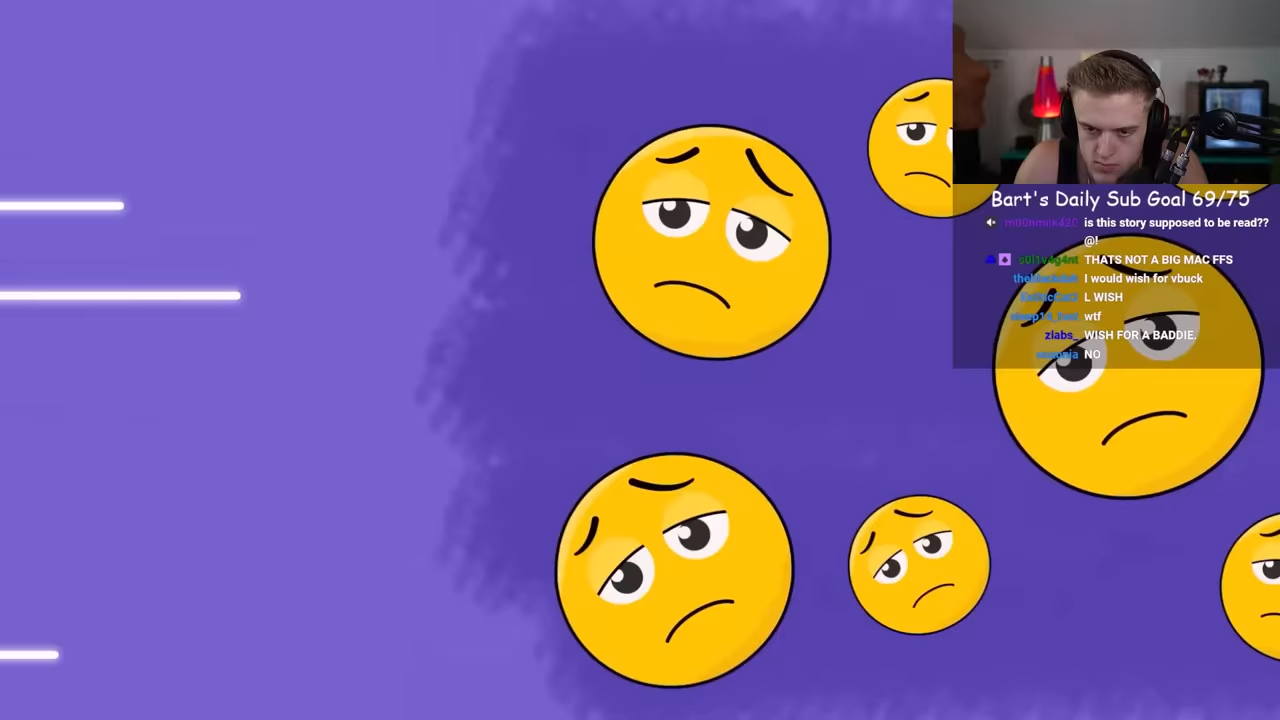 Bart's Daily Sub Goal 69/75
m00nmilk420 is this story supposed to be read??
@!
THATS NOT A BIG MAC FFS
I would wish for vbuck
L WISH
wtf
zlabs_ WISH FOR A BADDIE.
NO